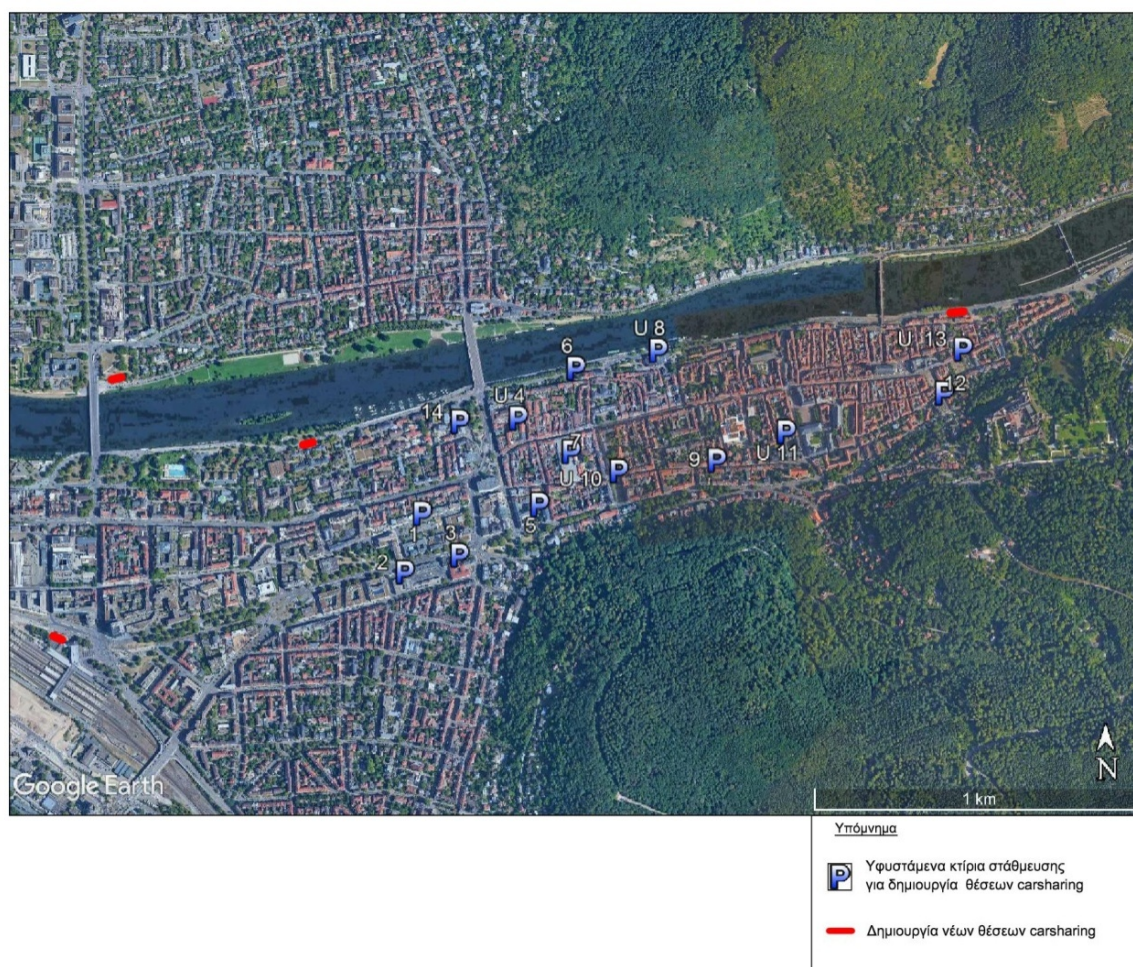 U 8
6
U 13
12
U 4
14
7
U 11
9
U 10
5
1
3
2
Google Earth
N
1 km
Υπόμνημα
P
Υφυστάμενα κτίρια στάθμευσης
για δημιουργία θέσεων carsharing
Δημιουργία νέων θέσεων carsharing